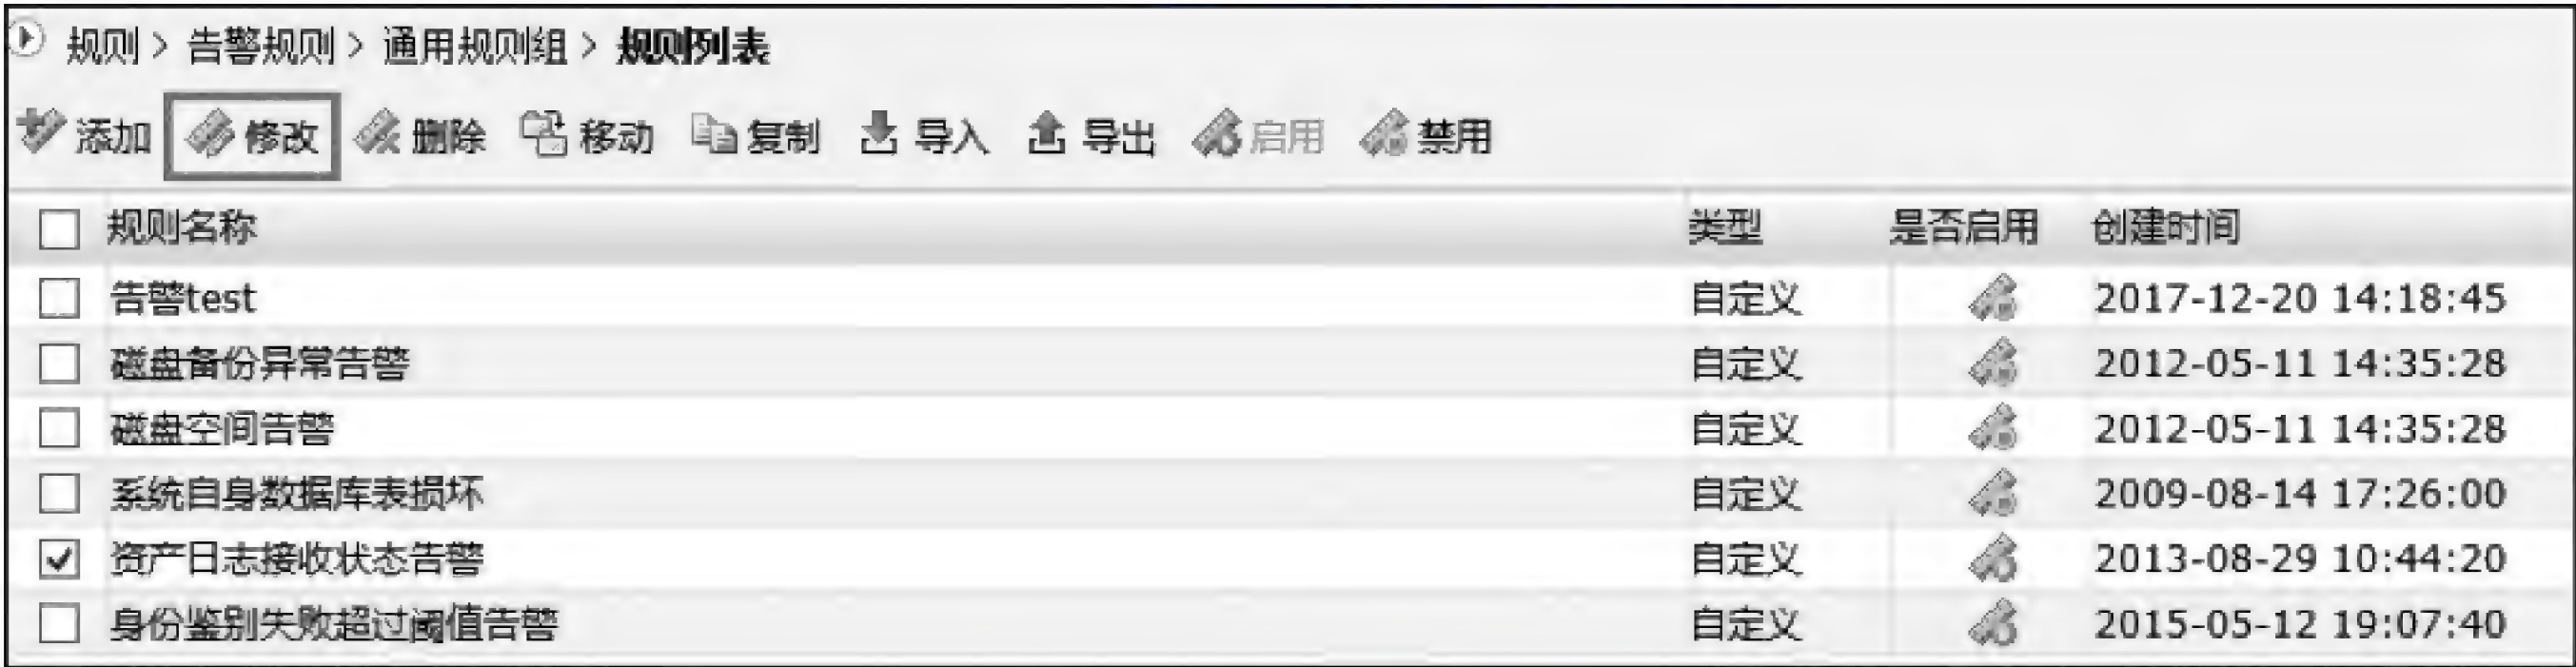 规则 > 告警规则 > 通用规则组 > 规则列表
添加 修改 删除 移动 复制 导入 导出 启用 禁用
规则名称 类型 是否启用 创建时间
告警test 自定义 2017-12-20 14:18:45
磁盘备份异常告警 自定义 2012-05-11 14:35:28
磁盘空间告警 自定义 2012-05-11 14:35:28
系统自身数据库表损坏 自定义 2009-08-14 17:26:00
资产日志接收状态告警 自定义 2013-08-29 10:44:20
身份鉴别失败超过阈值告警 自定义 2015-05-12 19:07:40